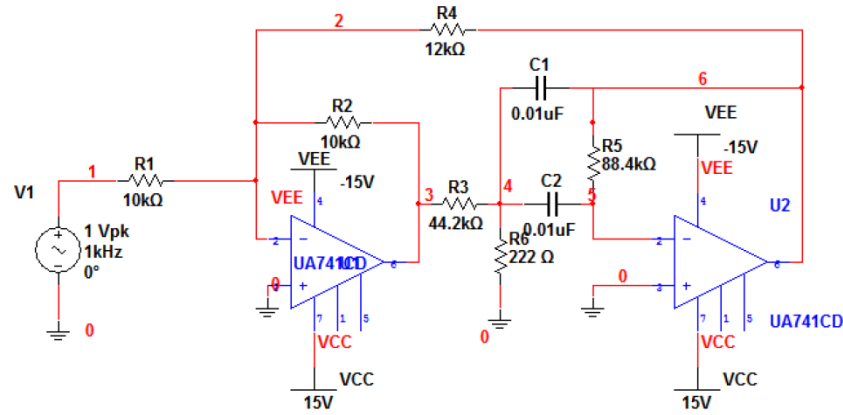 2
R4
12kΩ
C1
0.01uF
6
R2
10kΩ
VEE
-15V
VEE
-15V
R5
88.4kΩ
V1
1
R1
10kΩ
VEE
4
3
R3
44.2kΩ
4
C2
0.01uF
5
VEE
4
U2
1 Vpk
1kHz
0°
2
UA741CD
U1
6
R6
222 Ω
2
6
0
3
0
3
0
7
1
5
VCC
0
7
1
5
VCC
UA741CD
VCC
15V
VCC
15V